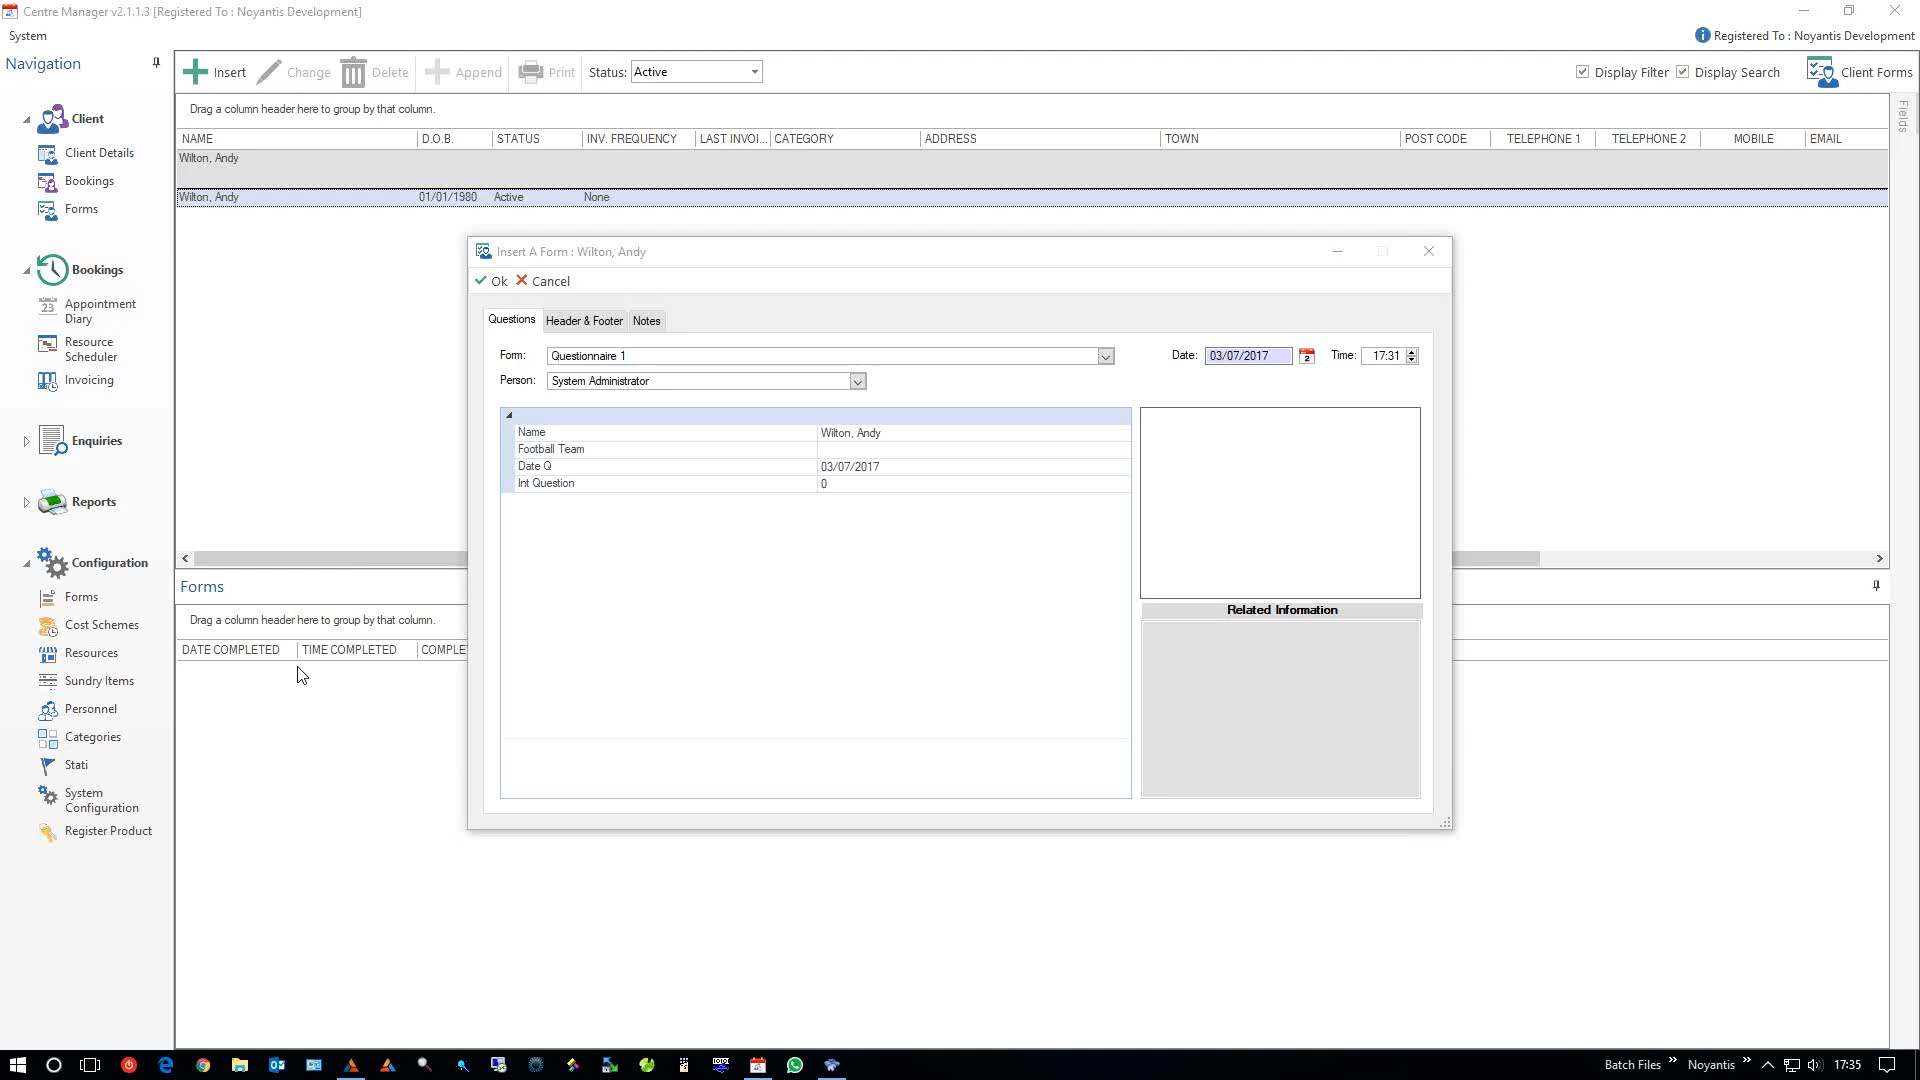 Centre Manager v2.1.1.3 [Registered To : Noyantis Development]
System
Registered To : Noyantis Development
Navigation
Insert Change Delete Append Print Status: Active Display Filter Display Search Client Forms
Drag a column header here to group by that column.
Fields
NAME D.O.B. STATUS INV. FREQUENCY LAST INVOI... CATEGORY ADDRESS TOWN POST CODE TELEPHONE 1 TELEPHONE 2 MOBILE EMAIL
Wilton, Andy
Wilton, Andy 01/01/1980 Active None
Client
Client Details
Bookings
Forms
Bookings
23 Appointment
Diary
Resource
Scheduler
Invoicing
Enquiries
Reports
Configuration
Forms
Cost Schemes
Resources
Sundry Items
Personnel
Categories
Stati
System
Configuration
Register Product
Insert A Form : Wilton, Andy
Ok Cancel
Questions Header & Footer Notes
Form: Questionnaire 1 Date: 03/07/2017 2 Time: 17:31
Person: System Administrator
Name Wilton, Andy
Football Team
Date Q 03/07/2017
Int Question 0
Related Information
Forms
Drag a column header here to group by that column.
DATE COMPLETED TIME COMPLETED COMPLE
Batch Files Noyantis 17:35